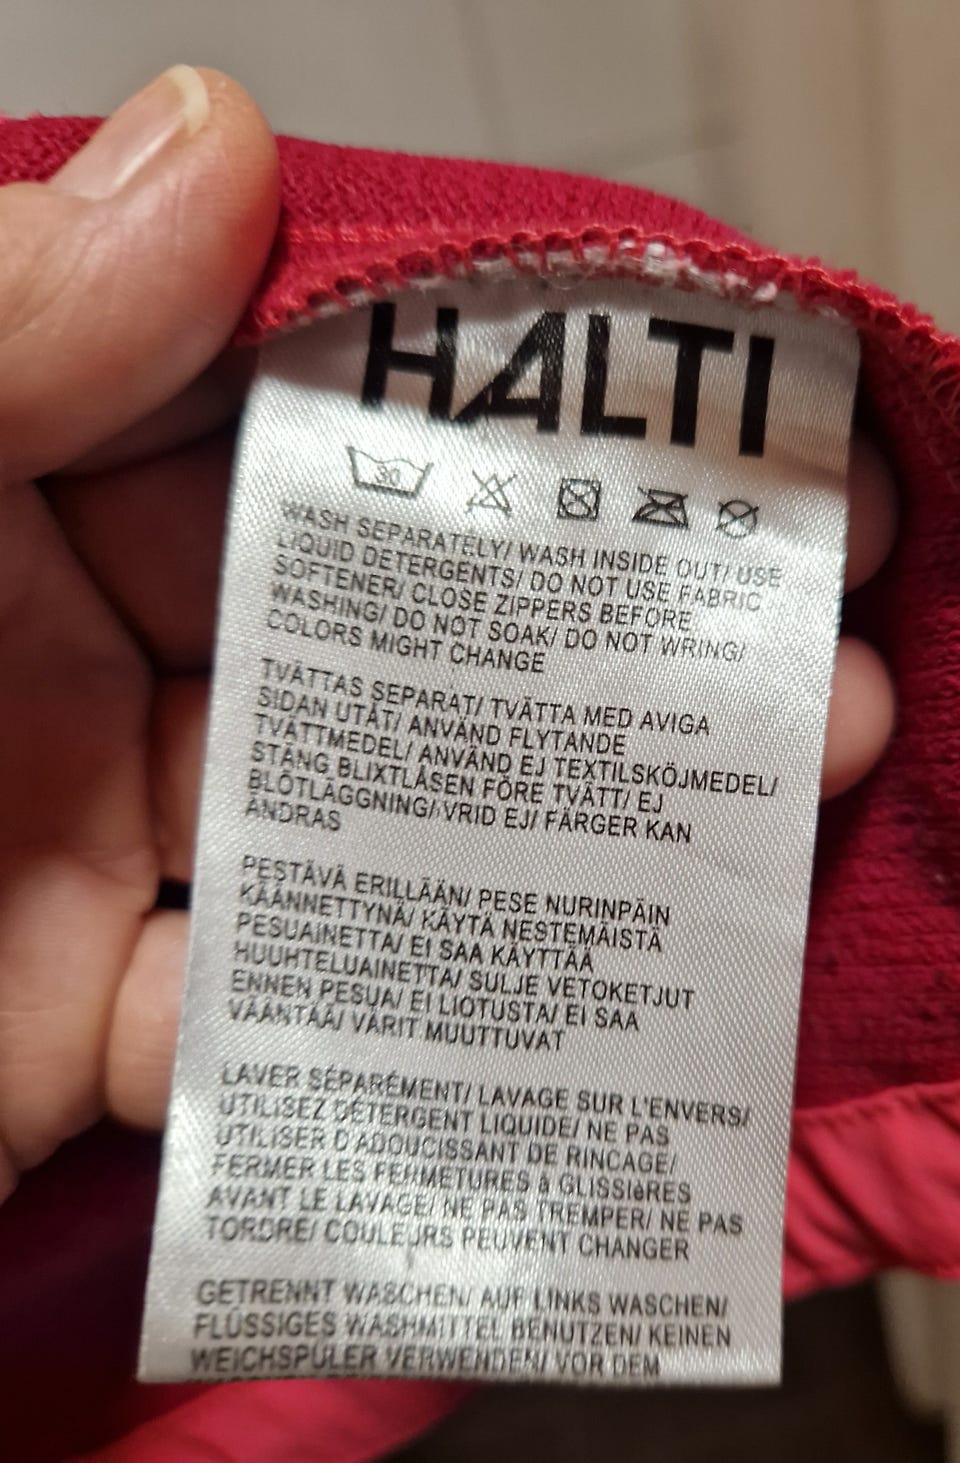 HALTI
30
WASH SEPARATELY/ WASH INSIDE OUT/ USE
LIQUID DETERGENTS/ DO NOT USE FABRIC
SOFTENER/ CLOSE ZIPPERS BEFORE
WASHING/ DO NOT SOAK/ DO NOT WRING/
COLORS MIGHT CHANGE
TVÄTTAS SEPARAT/ TVÄTTA MED AVIGA
SIDAN UTÅT/ ANVÄND FLYTANDE
TVÄTTMEDEL/ ANVÄND EJ TEXTILSKÖJMEDEL/
STÄNG BLIXTLÅSEN FÖRE TVÄTT/ EJ
BLÖTLÄGGNING/ VRID EJ/ FÄRGER KAN
ÄNDRAS
PESTÄVÄ ERILLÄÄN/ PESE NURINPÄIN
KÄÄNNETTYNÄ/ KÄYTÄ NESTEMÄISTÄ
PESUAINETTA/ EI SAA KÄYTTÄÄ
HUUHTELUAINETTA/ SULJE VETOKETJUT
ENNEN PESUA/ EI LIOTUSTA/ EI SAA
VÄÄNTÄÄ/ VÄRIT MUUTTUVAT
LAVER SÉPARÉMENT/ LAVAGE SUR L'ENVERS/
UTILISEZ DÉTERGENT LIQUIDE/ NE PAS
UTILISER D'ADOUCISSANT DE RINCAGE/
FERMER LES FERMETURES à GLISSIèRES
AVANT LE LAVAGE/ NE PAS TREMPER/ NE PAS
TORDRE/ COULEURS PEUVENT CHANGER
GETRENNT WASCHEN/ AUF LINKS WASCHEN/
FLÜSSIGES WASHMITTEL BENUTZEN/ KEINEN
WEICHSPÜLER VERWENDEN/ VOR DEM